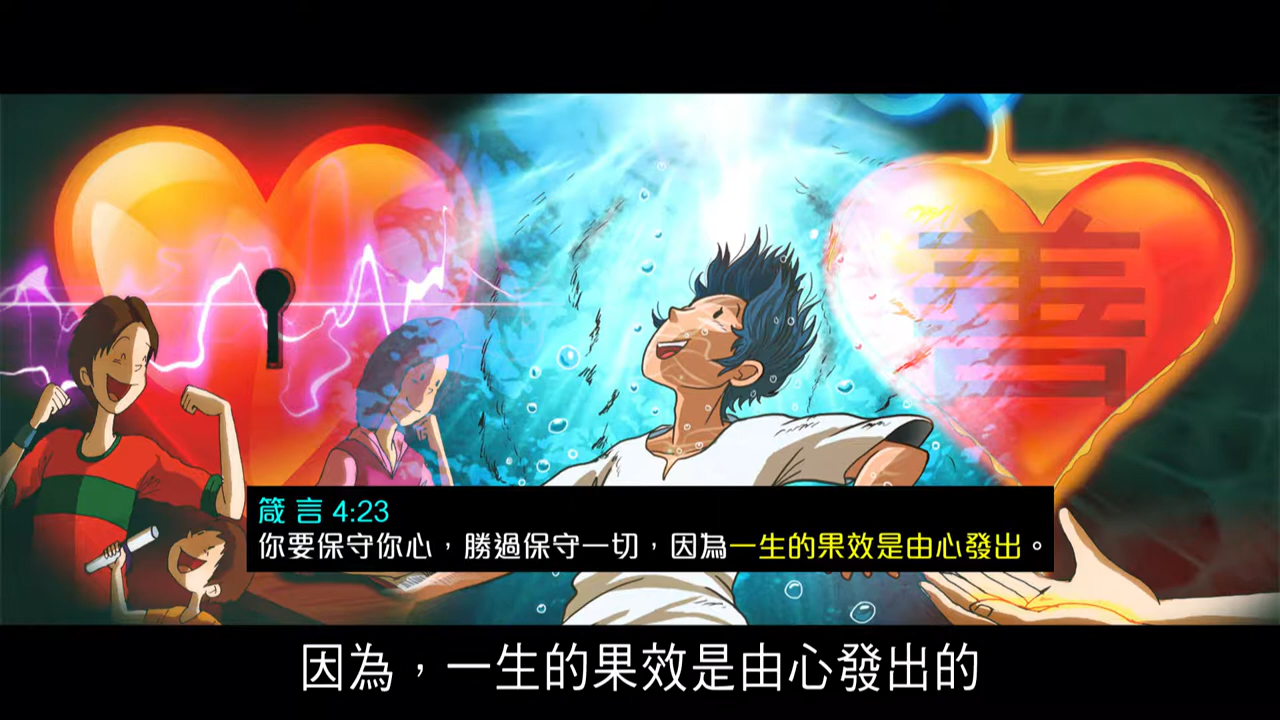 善
箴言 4:23
你要保守你心，勝過保守一切，因為一生的果效是由心發出。
因為，一生的果效是由心發出的